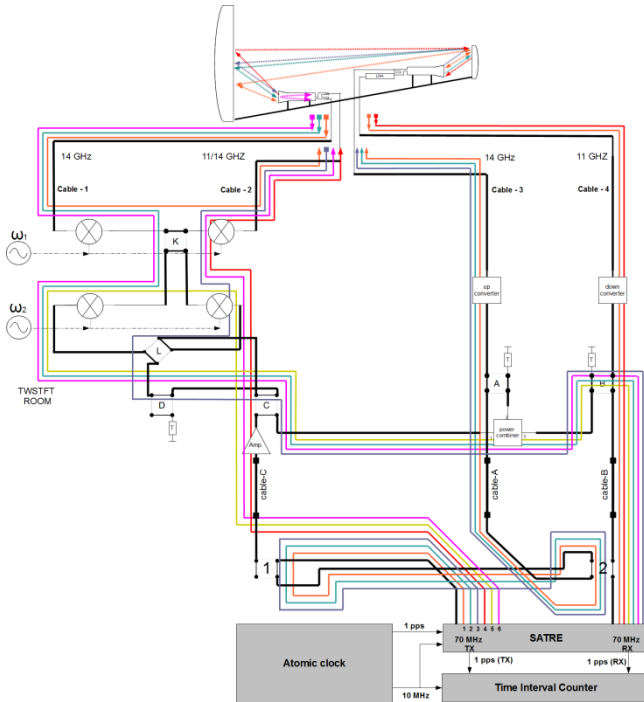 LNA
14 GHz
11/14 GHZ
14 GHz
11 GHZ
Cable - 1
Cable - 2
Cable - 3
Cable - 4
ω1
K
ω2
up
converter
down
converter
L
T
T
A
B
TWSTFT
ROOM
D
C
power
combiner
T
Amp.
cable-C
cable-A
cable-B
1
2
1 2 3 4 5 6
1 pps
70 MHz
TX
SATRE
70 MHz
RX
Atomic clock
1 pps (TX)
1 pps (RX)
10 MHz
Time Interval Counter